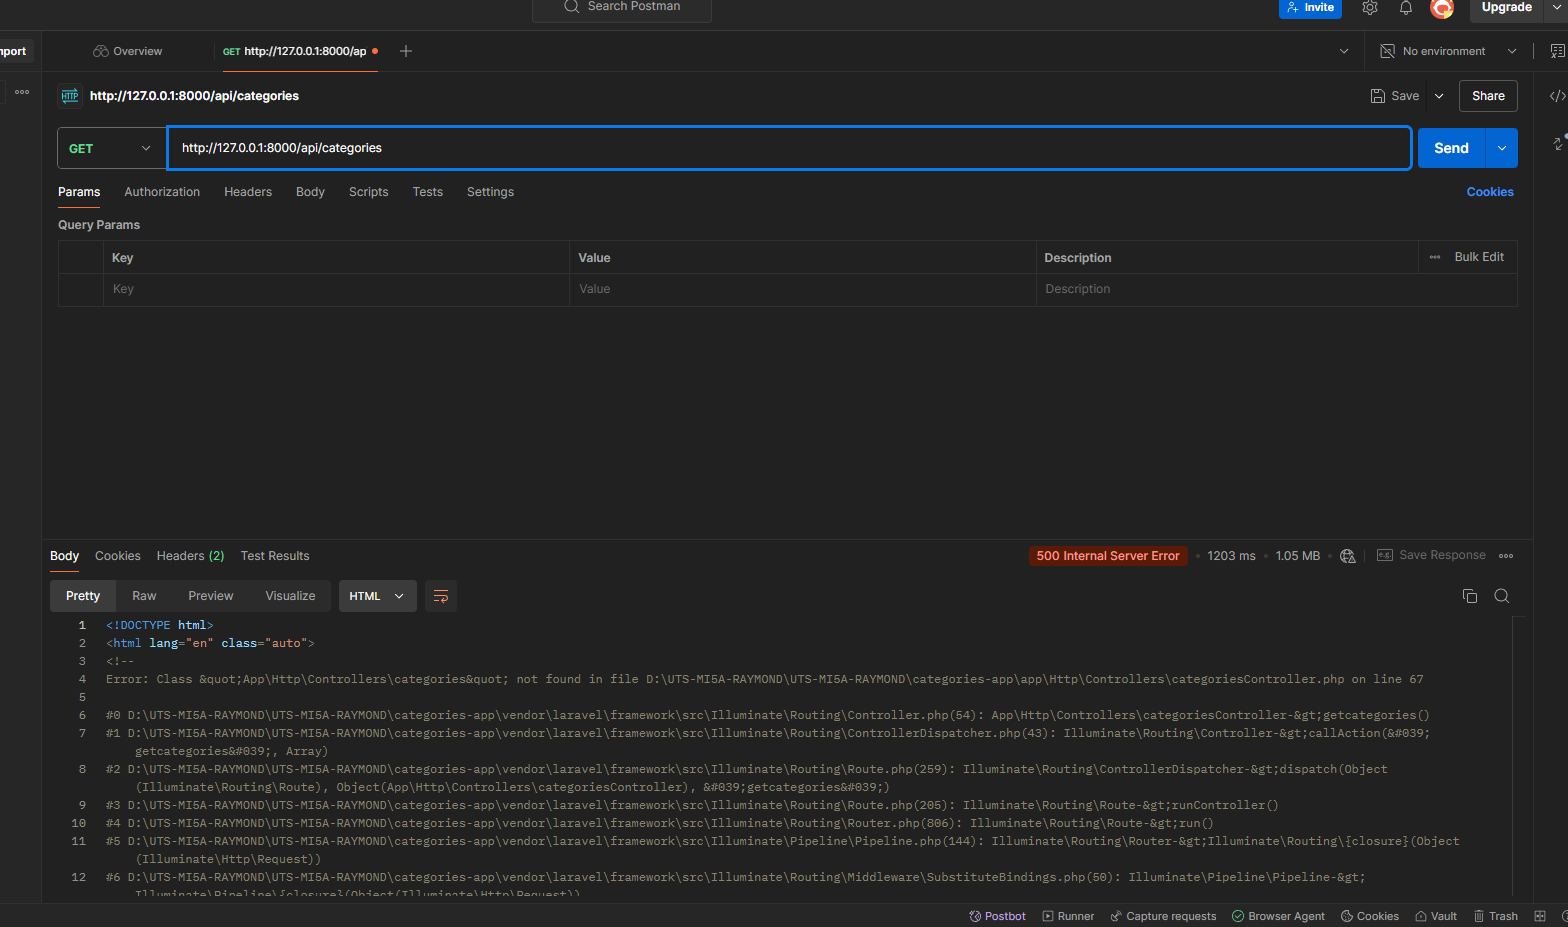 Search Postman
Invite
Upgrade
mport
Overview
GET http://127.0.0.1:8000/ap
No environment
HTTP http://127.0.0.1:8000/api/categories
Save
Share
GET
http://127.0.0.1:8000/api/categories
Send
Params Authorization Headers Body Scripts Tests Settings
Cookies
Query Params
Key Value Description Bulk Edit
Key Value Description
Body Cookies Headers (2) Test Results
500 Internal Server Error • 1203 ms • 1.05 MB
e.g. Save Response
Pretty Raw Preview Visualize HTML
1 <!DOCTYPE html>
2 <html lang="en" class="auto">
3 <!--
4 Error: Class &quot;App\Http\Controllers\categories&quot; not found in file D:\UTS-MI5A-RAYMOND\UTS-MI5A-RAYMOND\categories-app\app\Http\Controllers\categoriesController.php on line 67
5
6 #0 D:\UTS-MI5A-RAYMOND\UTS-MI5A-RAYMOND\categories-app\vendor\laravel\framework\src\Illuminate\Routing\Controller.php(54): App\Http\Controllers\categoriesController-&gt;getcategories()
7 #1 D:\UTS-MI5A-RAYMOND\UTS-MI5A-RAYMOND\categories-app\vendor\laravel\framework\src\Illuminate\Routing\ControllerDispatcher.php(43): Illuminate\Routing\Controller-&gt;callAction(&#039;
getcategories&#039;, Array)
8 #2 D:\UTS-MI5A-RAYMOND\UTS-MI5A-RAYMOND\categories-app\vendor\laravel\framework\src\Illuminate\Routing\Route.php(259): Illuminate\Routing\ControllerDispatcher-&gt;dispatch(Object
(Illuminate\Routing\Route), Object(App\Http\Controllers\categoriesController), &#039;getcategories&#039;)
9 #3 D:\UTS-MI5A-RAYMOND\UTS-MI5A-RAYMOND\categories-app\vendor\laravel\framework\src\Illuminate\Routing\Route.php(205): Illuminate\Routing\Route-&gt;runController()
10 #4 D:\UTS-MI5A-RAYMOND\UTS-MI5A-RAYMOND\categories-app\vendor\laravel\framework\src\Illuminate\Routing\Router.php(806): Illuminate\Routing\Route-&gt;run()
11 #5 D:\UTS-MI5A-RAYMOND\UTS-MI5A-RAYMOND\categories-app\vendor\laravel\framework\src\Illuminate\Pipeline\Pipeline.php(144): Illuminate\Routing\Router-&gt;Illuminate\Routing\{closure}(Object
(Illuminate\Http\Request))
12 #6 D:\UTS-MI5A-RAYMOND\UTS-MI5A-RAYMOND\categories-app\vendor\laravel\framework\src\Illuminate\Routing\Middleware\SubstituteBindings.php(50): Illuminate\Pipeline\Pipeline-&gt;
Illuminate\Pipeline\{closure}(Object(Illuminate\Http\Request))
Postbot Runner Capture requests Browser Agent Cookies Vault Trash